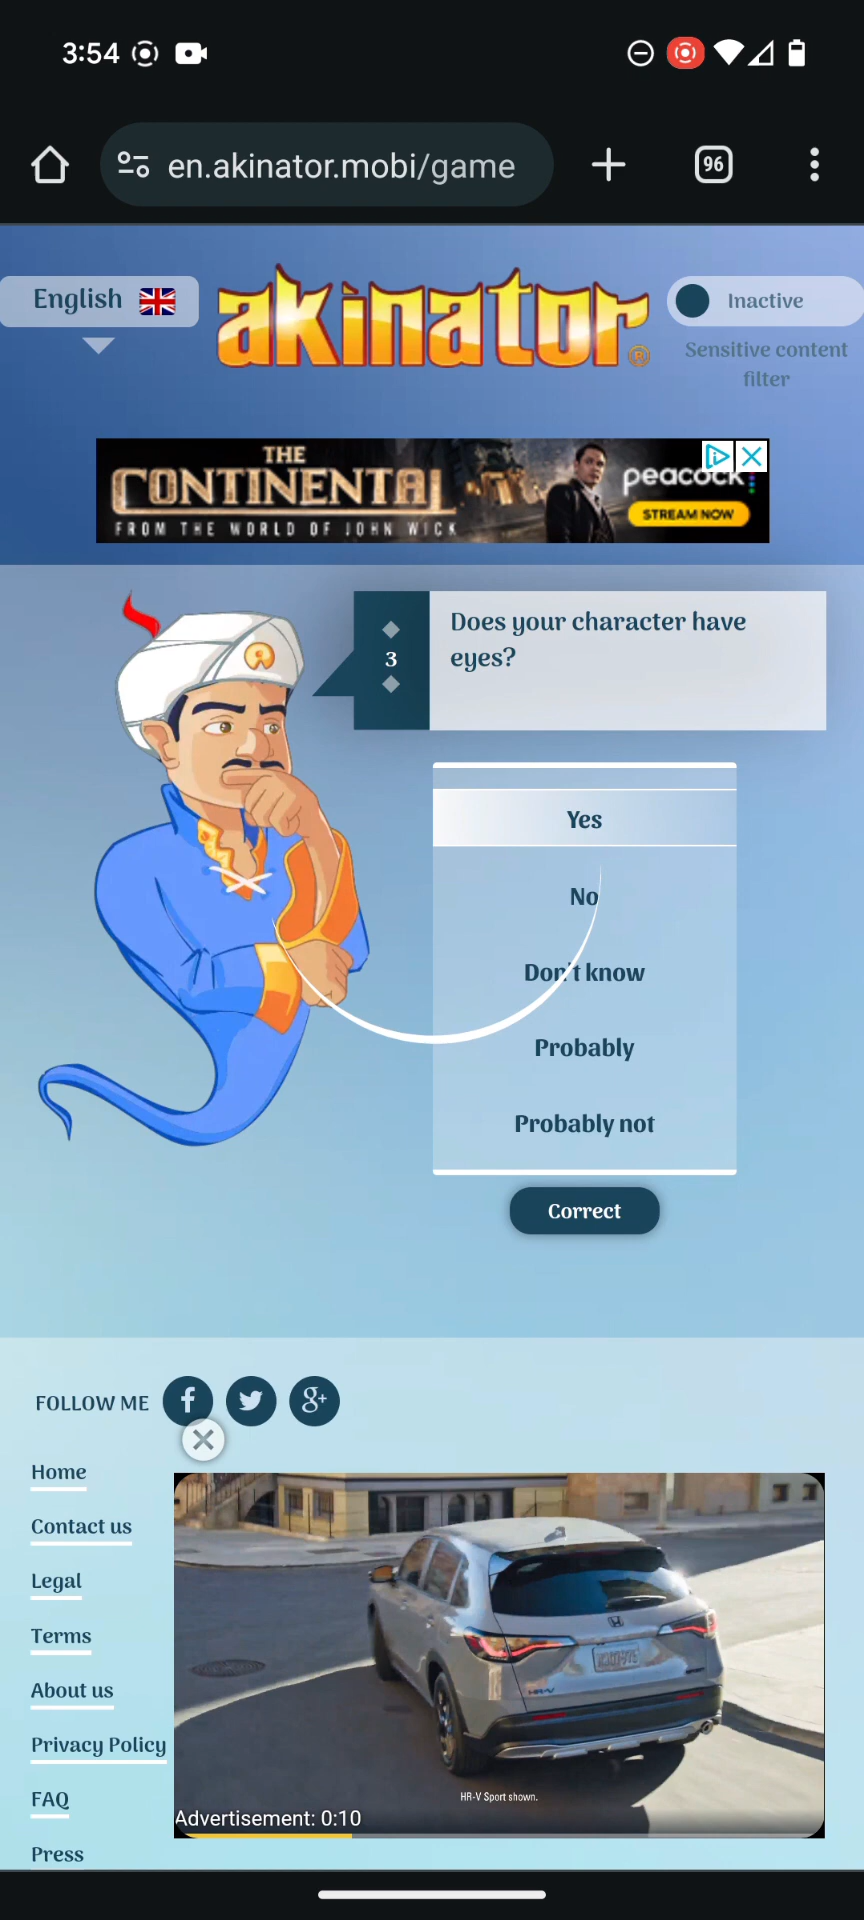 3:54
en.akinator.mobi/game
96
English
akinator®
Inactive
Sensitive content
filter
THE
CONTINENTAL
FROM THE WORLD OF JOHN WICK
peacock
STREAM NOW
3
Does your character have
eyes?
Yes
No
Don't know
Probably
Probably not
Correct
FOLLOW ME
Home
Contact us
Legal
Terms
About us
Privacy Policy
FAQ
Press
HR-V
HR-V Sport shown.
Advertisement: 0:10